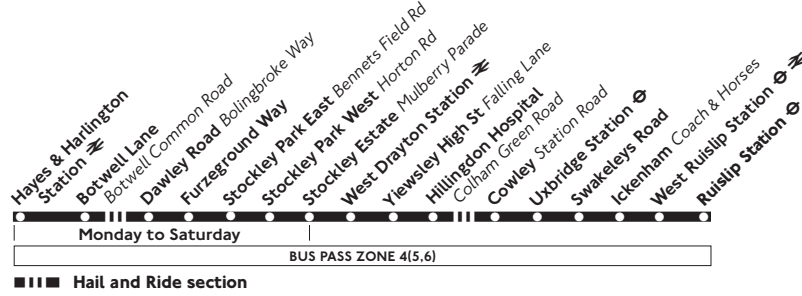 Hayes & Harlington
Station
Botwell Lane
Botwell Common Road
Dawley Road Bolingbroke Way
Furzeground Way
Stockley Park East Bennets Field Rd
Stockley Park West Horton Rd
Stockley Estate Mulberry Parade
West Drayton Station
Yiewsley High St Falling Lane
Hillingdon Hospital
Colham Green Road
Cowley Station Road
Uxbridge Station
Swakeleys Road
Ickenham Coach & Horses
West Ruislip Station
Ruislip Station
Monday to Saturday
BUS PASS ZONE 4(5,6)
Hail and Ride section